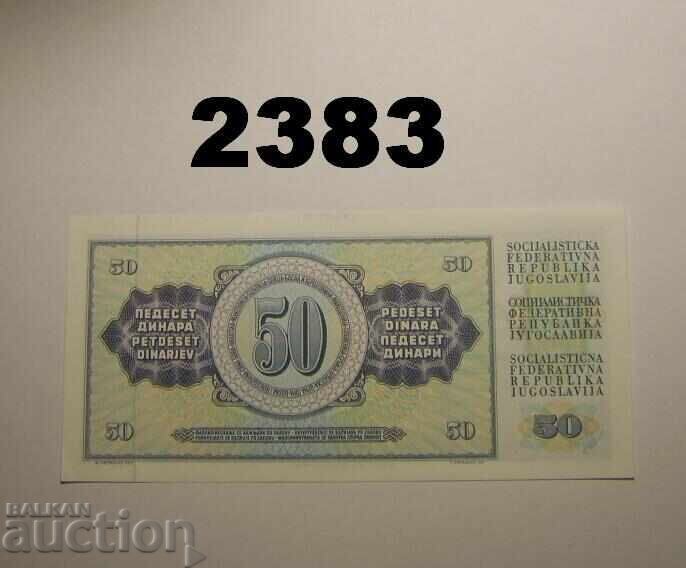 2383
50
50
ПЕДЕСЕТ
ДИНАРА
PETDESET
DINARJEV
50
PEDESET
DINARA
ПЕДЕСЕТ
ДИНАРИ
50
50
SOCIJALISTICKA
FEDERATIVNA
REPUBLIKA
JUGOSLAVIJA
СОЦИЈАЛИСТИЧКА
ФЕДЕРАТИВНА
РЕПУБЛИКА
ЈУГОСЛАВИЈА
SOCIALISTICNA
FEDERATIVNA
REPUBLIKA
JUGOSLAVIJA
50
BALKAN
auction